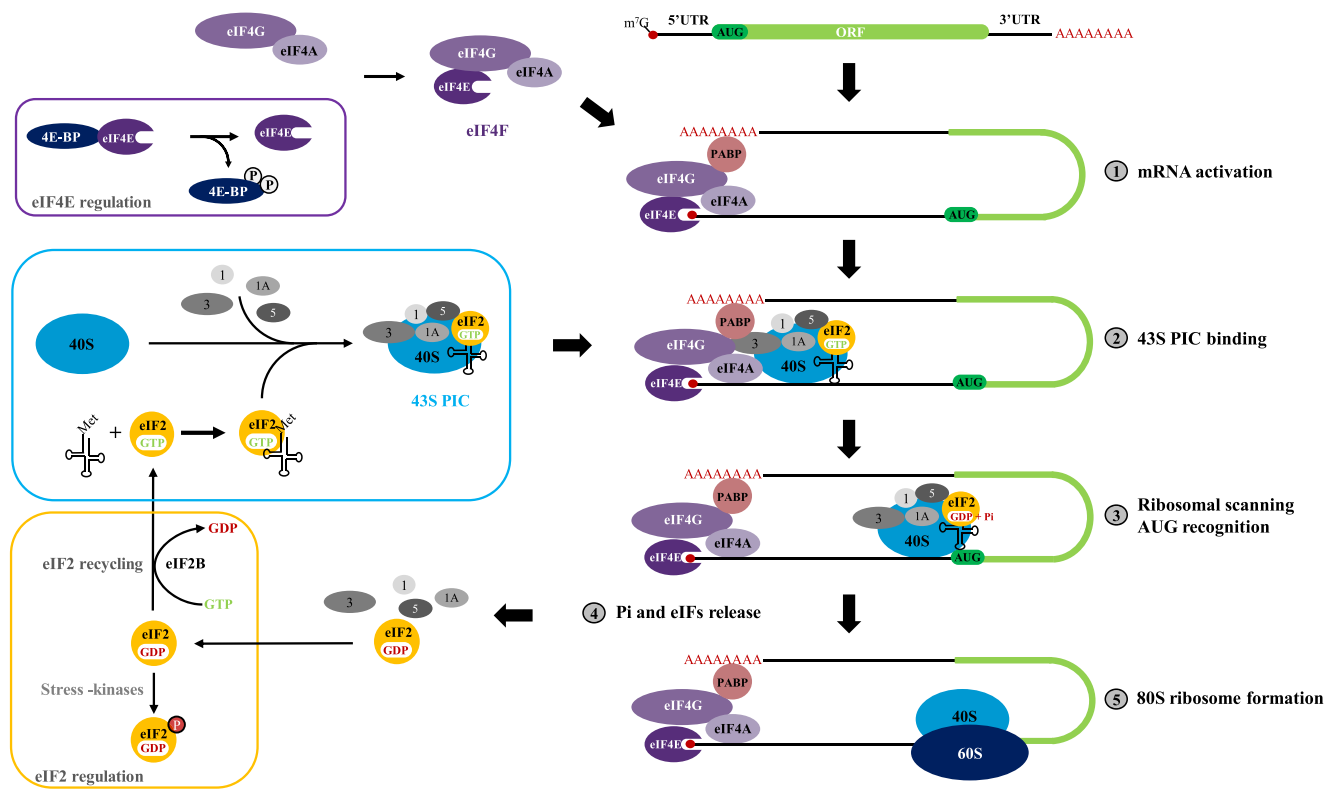 eIF4G
eIF4A
eIF4G
eIF4A
eIF4E
eIF4F
4E-BP
eIF4E
eIF4E
4E-BP
P
P
eIF4E regulation
m⁷G
5’UTR
3’UTR
AUG
ORF
AAAAAAAA
AAAAAAAA
PABP
eIF4G
eIF4A
eIF4E
AUG
1 mRNA activation
40S
1
1A
3
5
1
5
3
1A
eIF2
GTP
40S
43S PIC
Met
+
eIF2
GTP
eIF2
GTP
Met
AAAAAAAA
PABP
1
5
eIF2
GTP
eIF4G
3
1A
eIF4A
40S
eIF4E
AUG
2 43S PIC binding
AAAAAAAA
PABP
eIF4G
eIF4A
eIF4E
1
5
eIF2
GDP + Pi
3
1A
40S
AUG
3 Ribosomal scanning
AUG recognition
GDP
eIF2 recycling
eIF2B
GTP
eIF2
GDP
Stress -kinases
P
eIF2
GDP
eIF2 regulation
1
3
1A
5
eIF2
GDP
4 Pi and eIFs release
AAAAAAAA
PABP
eIF4G
eIF4A
eIF4E
40S
60S
5 80S ribosome formation